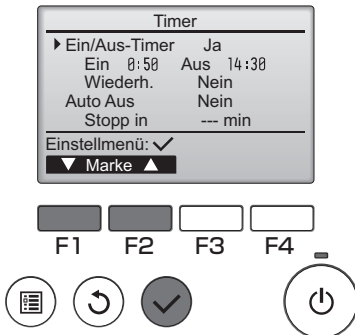 Timer
Ein/Aus-Timer Ja
Ein 0:50 Aus 14:30
Wiederh. Nein
Auto Aus Nein
Stopp in --- min
Einstellmenü:
Marke
F1 F2 F3 F4